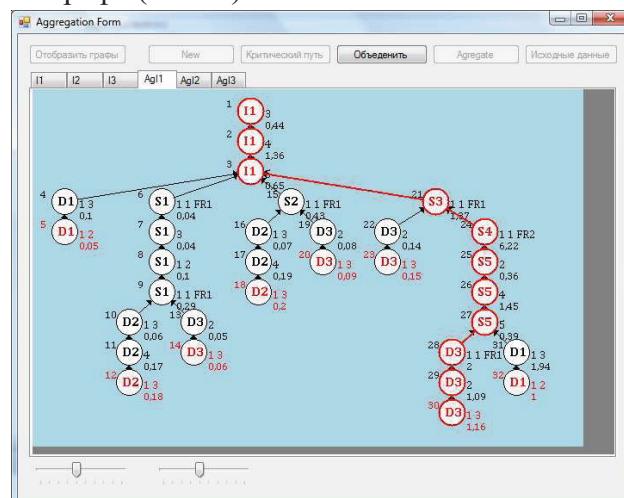 Aggregation Form
Отобразить графы New Критический путь Объеденить Agregate Исходные данные
I1 I2 I3 AgI1 AgI2 AgI3
1 I1 3
0,44
2 I1 4
1,36
3 I1
0,65
4 D1 1 3
0,1
5 D1 1 2
0,05
6 S1 1 1 FR1
0,04
7 S1 3
0,04
8 S1 1 2
0,1
9 S1 1 1 FR1
0,29
10 D2 1 3
0,06
11 D2 4
0,17
12 D2 1 3
0,18
13 D3 2
0,05
14 D3 1 3
0,06
15 S2 1 1 FR1
0,43
16 D2 1 3
0,07
17 D2 4
0,19
18 D2 1 3
0,2
19 D3 2
0,08
20 D3 1 3
0,09
21 S3 1 1 FR1
1,37
22 D3 2
0,14
23 D3 1 3
0,15
24 S4 1 1 FR2
6,22
25 S5 2
0,36
26 S5 4
1,45
27 S5 5
0,39
28 D3 1 1 FR1
2
29 D3 2
1,09
30 D3 1 3
1,16
31 D1 1 3
1,94
32 D1 1 2
1